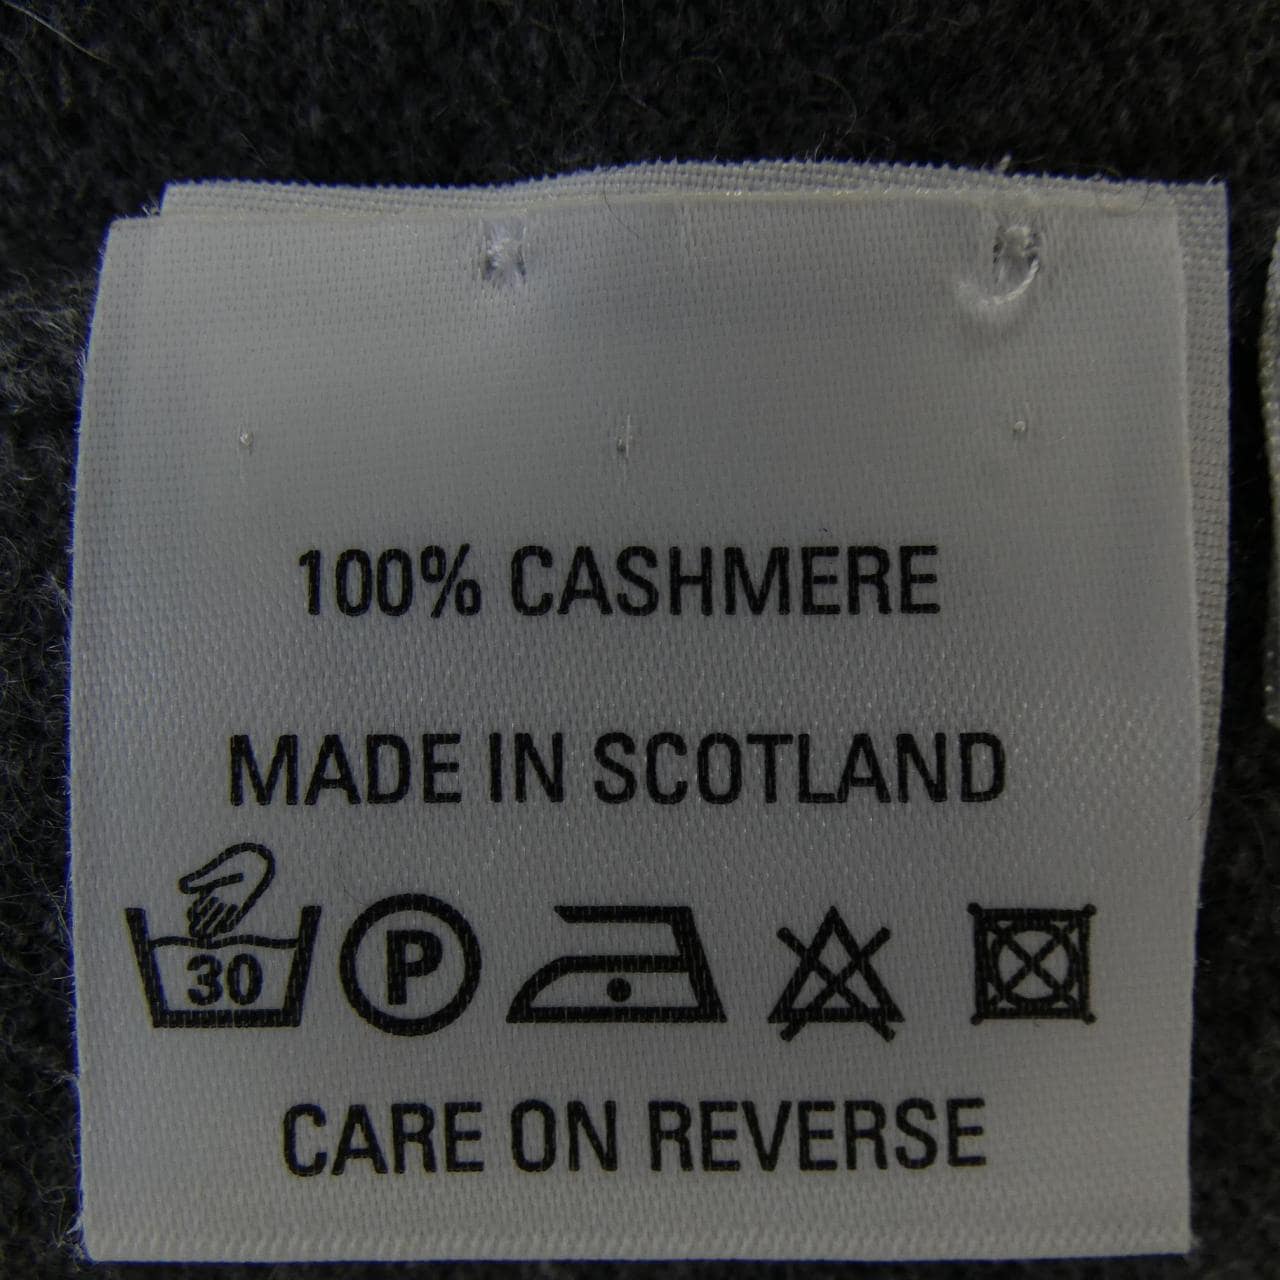 100% CASHMERE
MADE IN SCOTLAND
30 P
CARE ON REVERSE